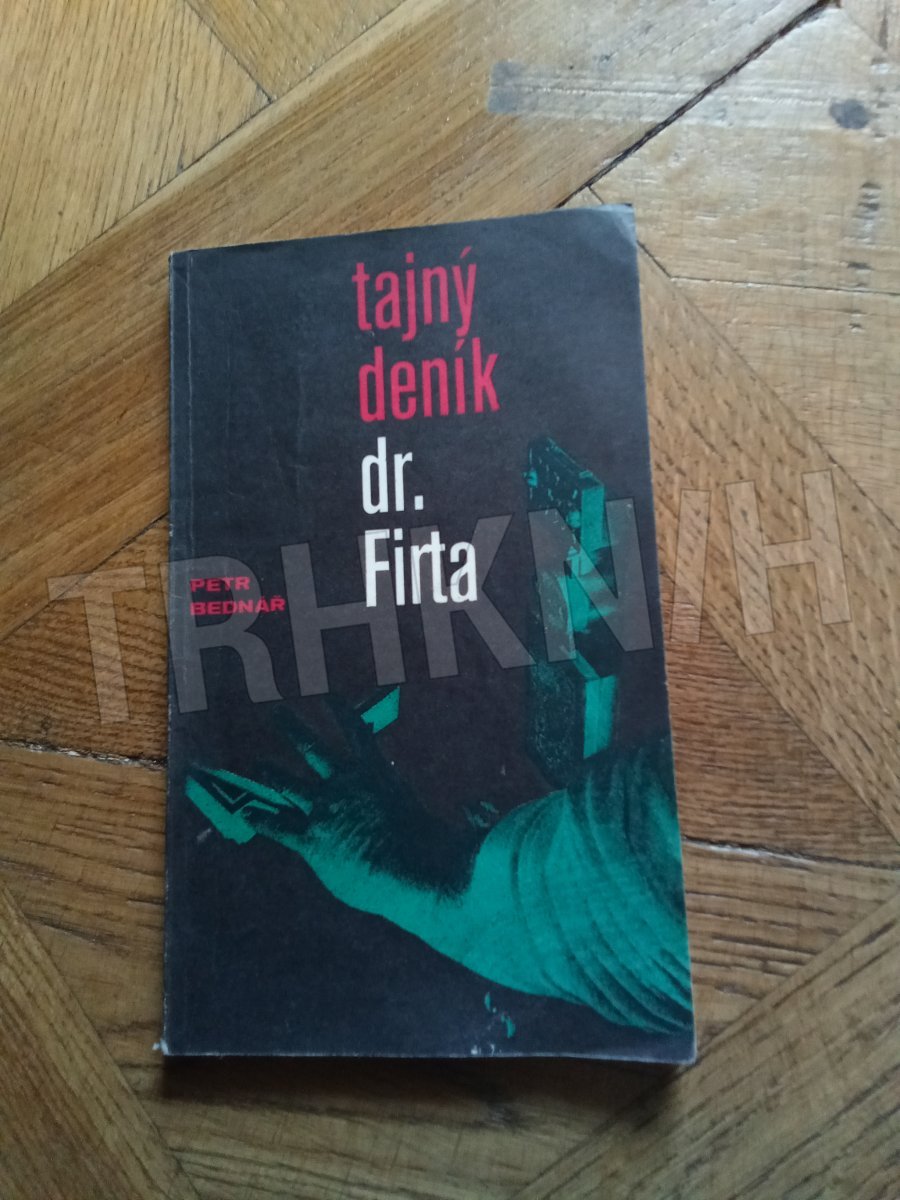 tajný
deník
dr.
Firta
PETR
BEDNÁŘ
TRHKNIH